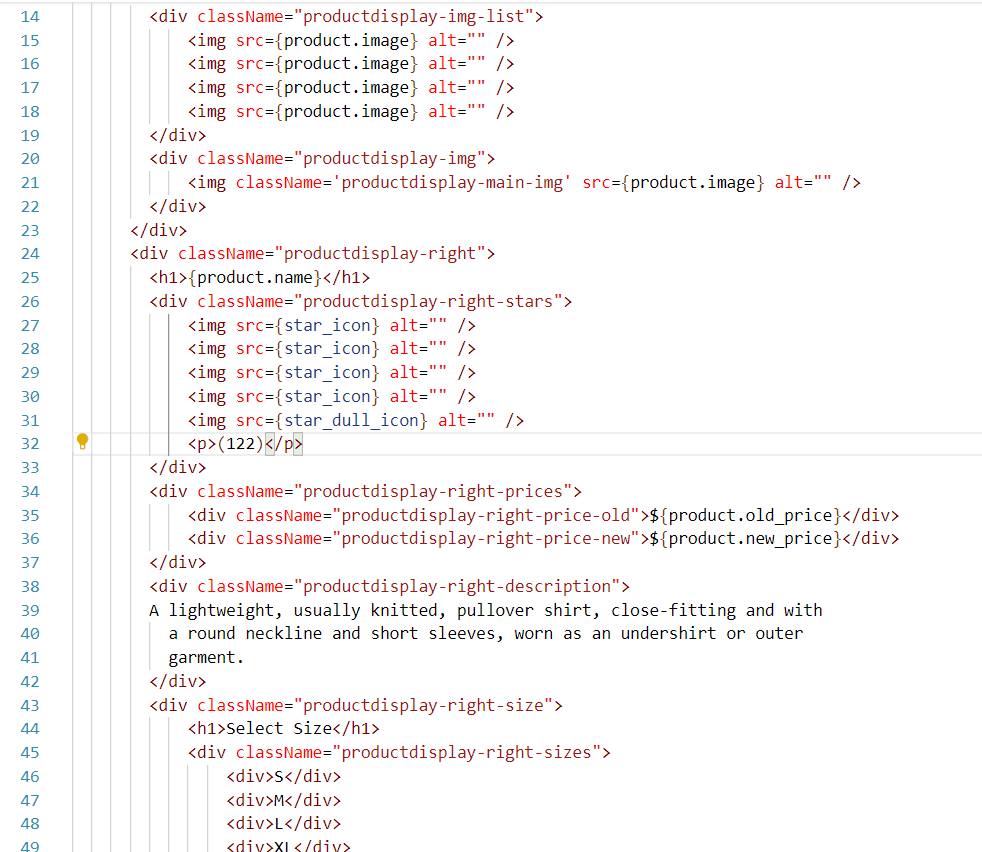 14 <div className="productdisplay-img-list">
15 <img src={product.image} alt="" />
16 <img src={product.image} alt="" />
17 <img src={product.image} alt="" />
18 <img src={product.image} alt="" />
19 </div>
20 <div className="productdisplay-img">
21 <img className='productdisplay-main-img' src={product.image} alt="" />
22 </div>
23 </div>
24 <div className="productdisplay-right">
25 <h1>{product.name}</h1>
26 <div className="productdisplay-right-stars">
27 <img src={star_icon} alt="" />
28 <img src={star_icon} alt="" />
29 <img src={star_icon} alt="" />
30 <img src={star_icon} alt="" />
31 <img src={star_dull_icon} alt="" />
32 <p>(122)</p>
33 </div>
34 <div className="productdisplay-right-prices">
35 <div className="productdisplay-right-price-old">${product.old_price}</div>
36 <div className="productdisplay-right-price-new">${product.new_price}</div>
37 </div>
38 <div className="productdisplay-right-description">
39 A lightweight, usually knitted, pullover shirt, close-fitting and with
40 a round neckline and short sleeves, worn as an undershirt or outer
41 garment.
42 </div>
43 <div className="productdisplay-right-size">
44 <h1>Select Size</h1>
45 <div className="productdisplay-right-sizes">
46 <div>S</div>
47 <div>M</div>
48 <div>L</div>
49 <div>XL</div>